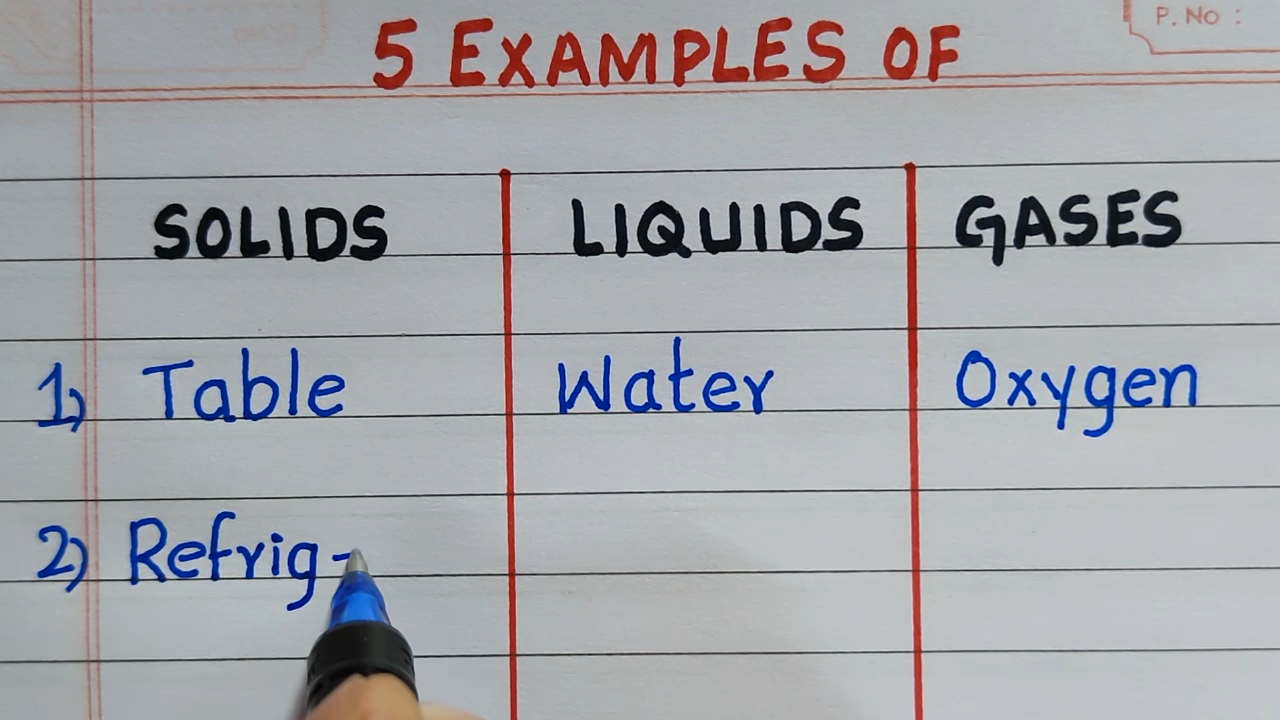 P. No :
5 EXAMPLES OF
SOLIDS LIQUIDS GASES
1) Table Water Oxygen
2) Refrig-